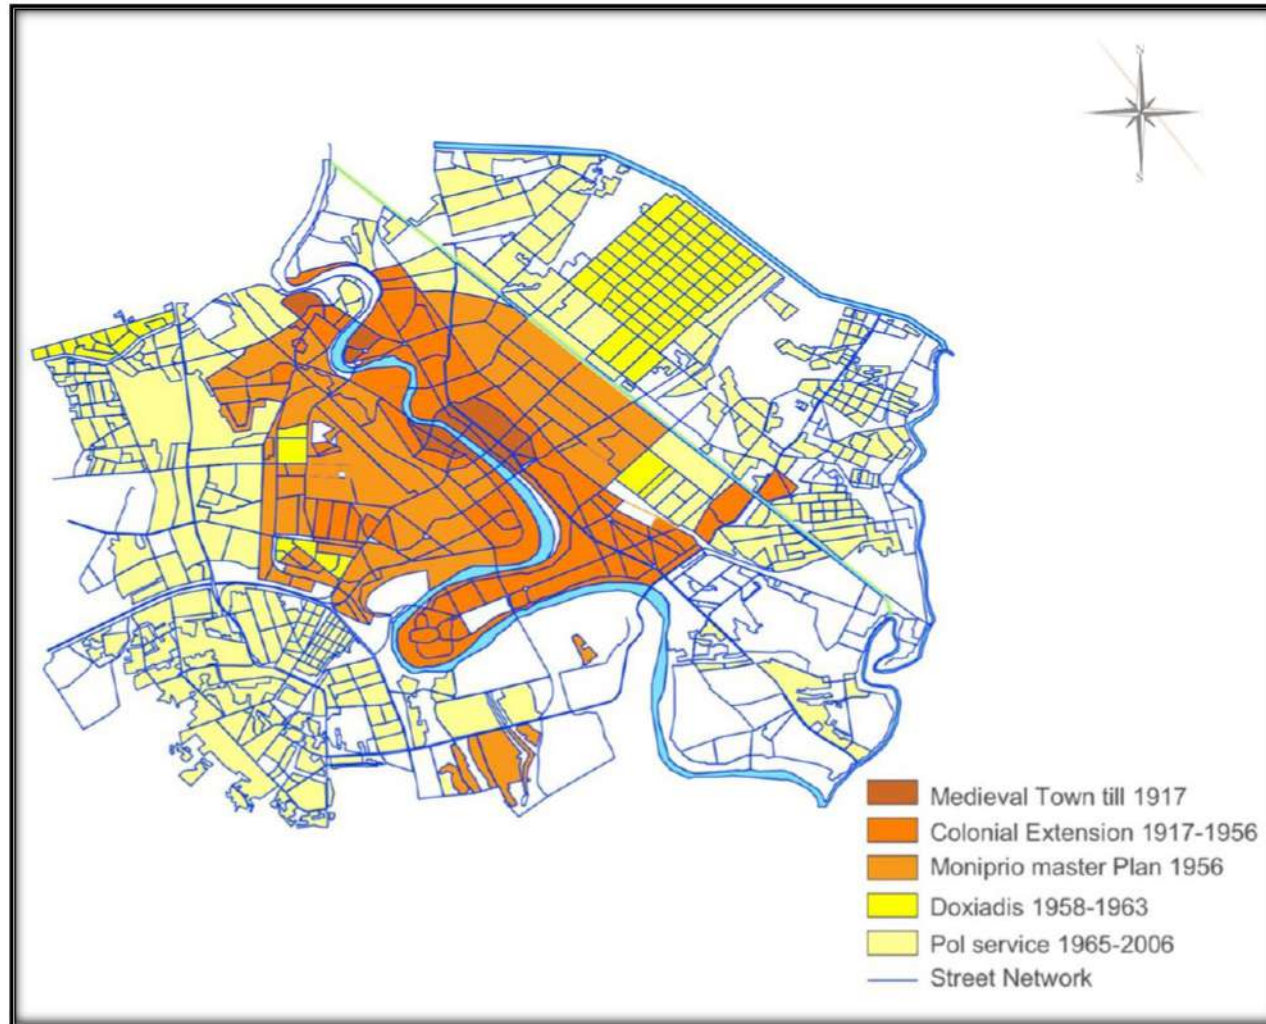 N
S
Medieval Town till 1917
Colonial Extension 1917-1956
Moniprio master Plan 1956
Doxiadis 1958-1963
Pol service 1965-2006
Street Network